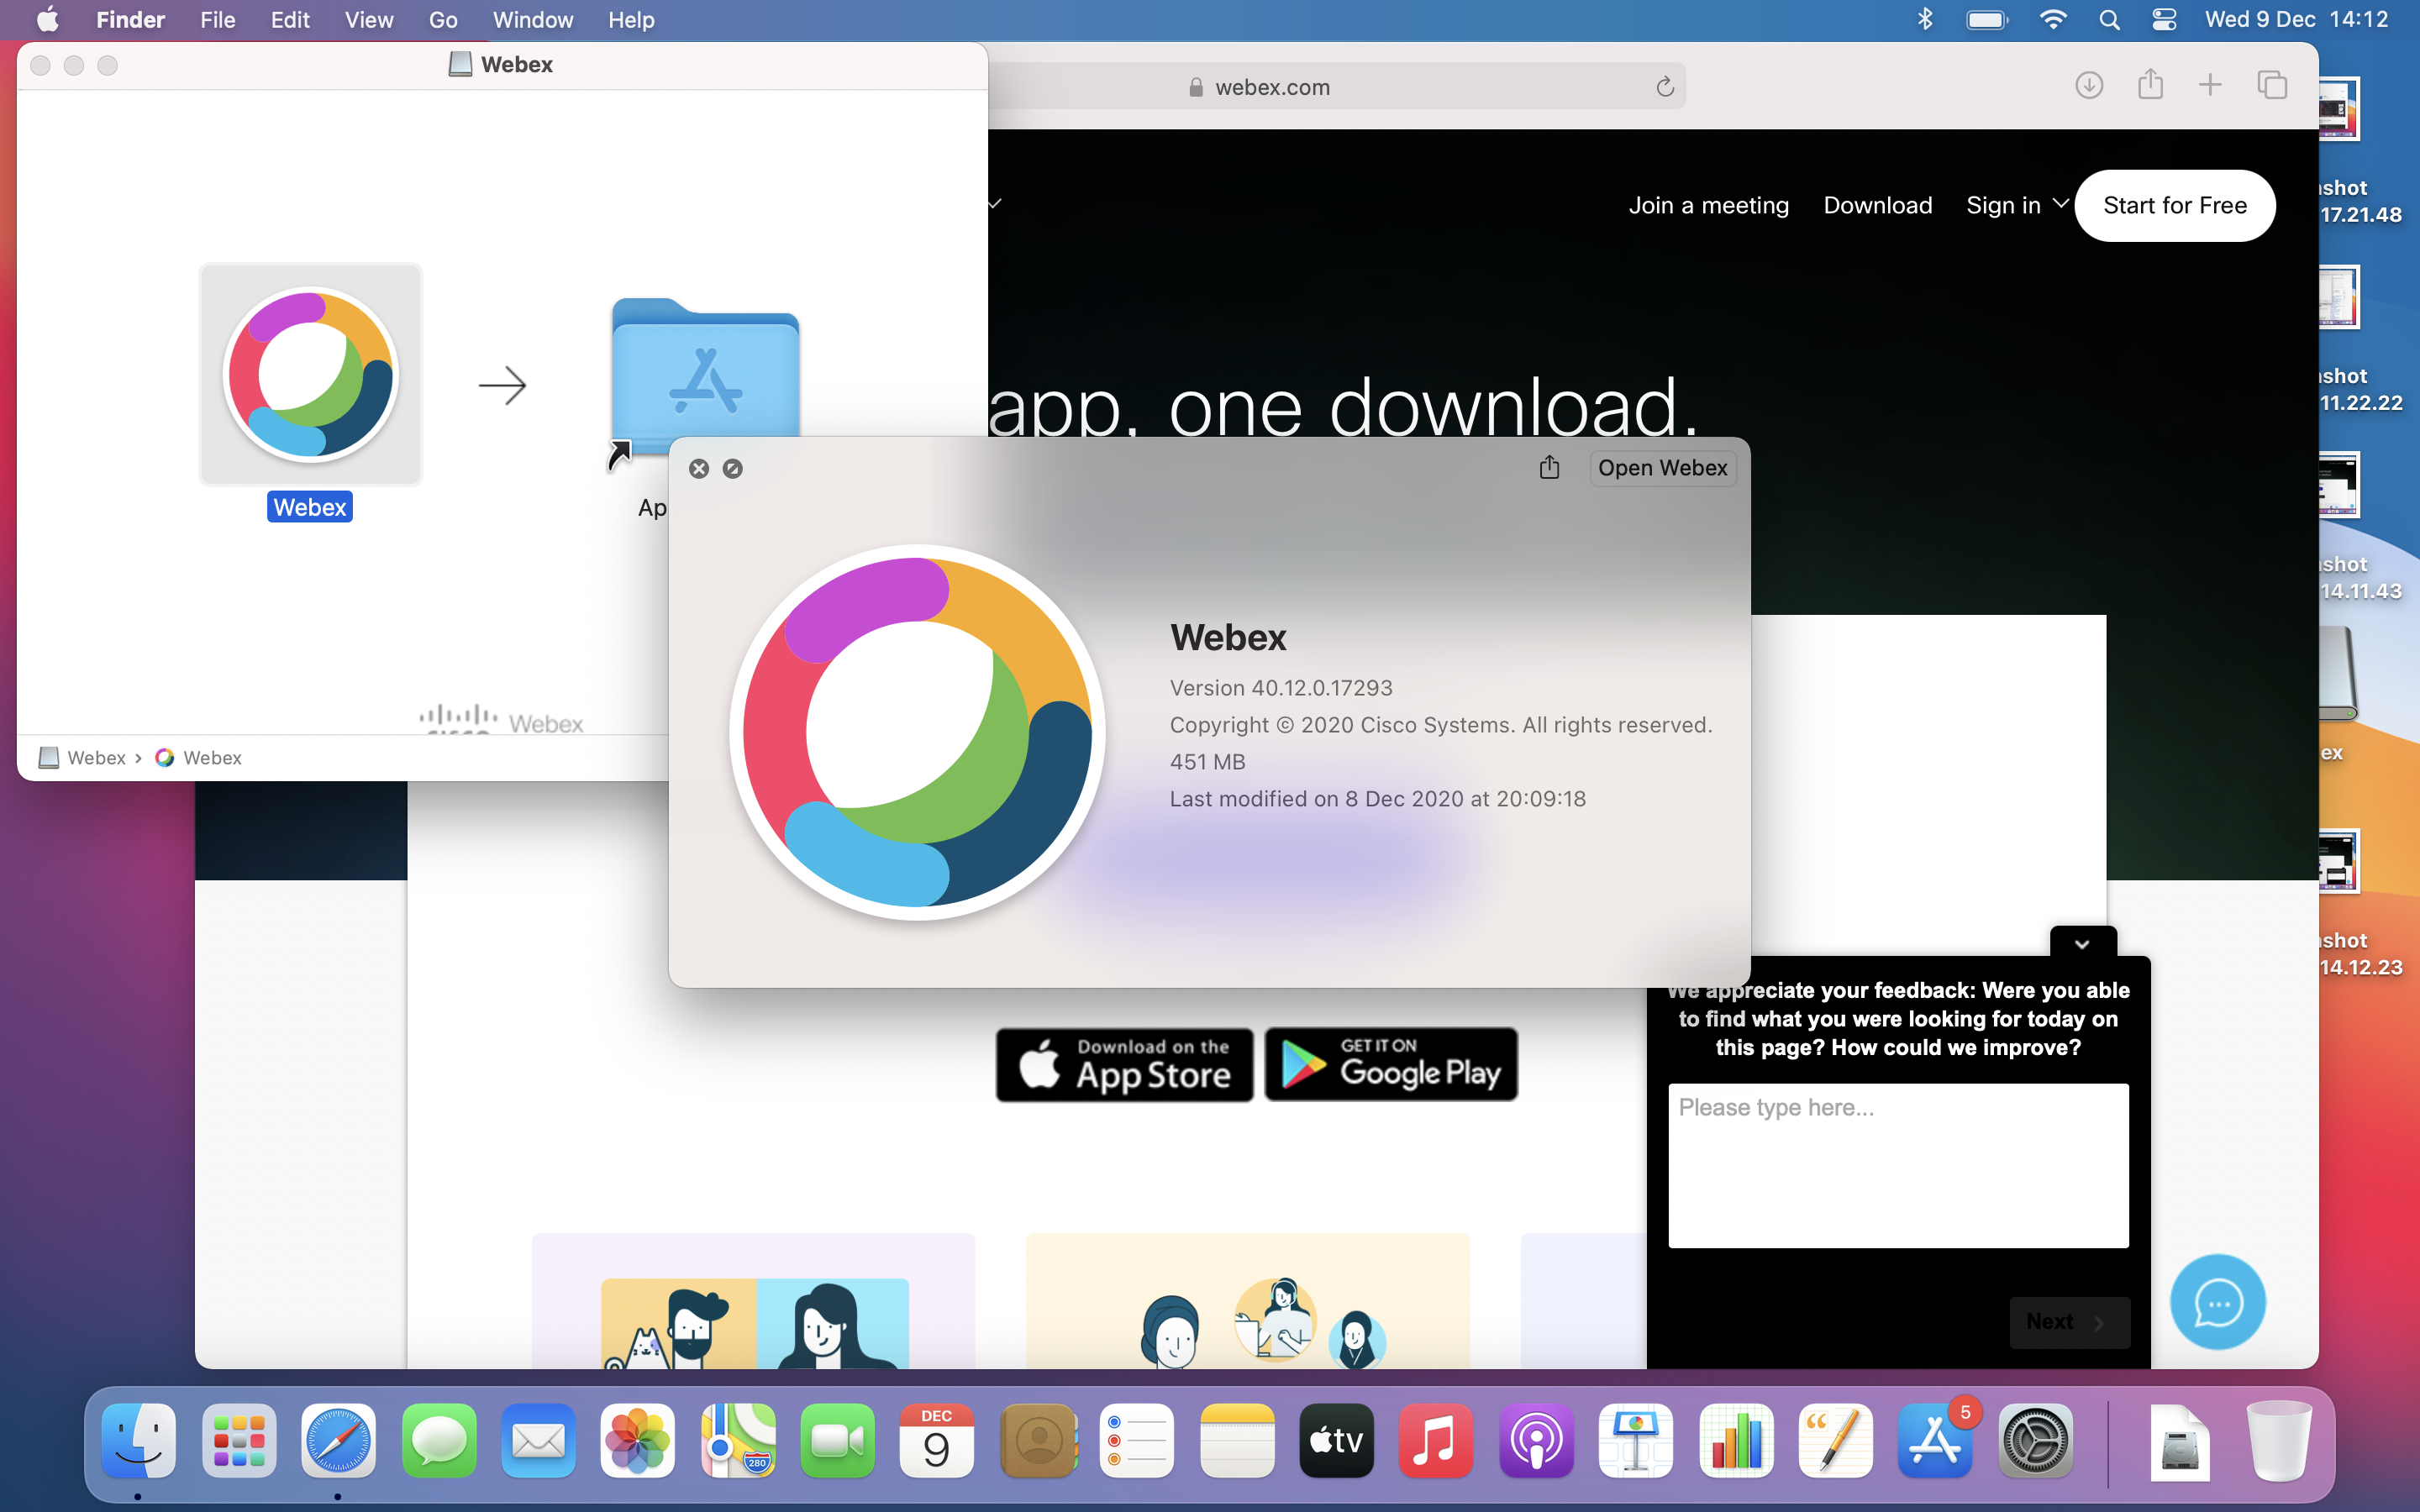 Finder File Edit View Go Window Help
Wed 9 Dec 14:12
Webex
webex.com
Join a meeting Download Sign in Start for Free
app, one download.
Webex
Ap
Webex
Webex › Webex
Open Webex
Webex
Version 40.12.0.17293
Copyright © 2020 Cisco Systems. All rights reserved.
451 MB
Last modified on 8 Dec 2020 at 20:09:18
shot
17.21.48
shot
11.22.22
shot
14.11.43
ex
shot
14.12.23
Download on the
App Store
GET IT ON
Google Play
We appreciate your feedback: Were you able
to find what you were looking for today on
this page? How could we improve?
Please type here...
Next
280
DEC
9
tv
5